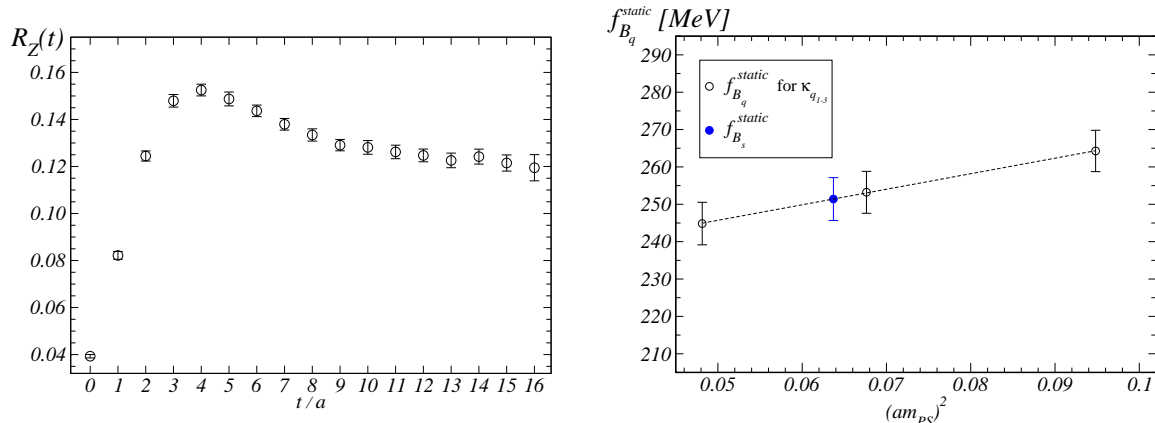 R_Z(t)
0.16
0.14
0.12
0.10
0.08
0.06
0.04
0 1 2 3 4 5 6 7 8 9 10 11 12 13 14 15 16
t/a
f_{B_q}^{static} [MeV]
290
280
270
260
250
240
230
220
210
f_{B_q}^{static} for κ_{q_{1-3}}
f_{B_s}^{static}
0.05 0.06 0.07 0.08 0.09 0.1
(am_{PS})^2